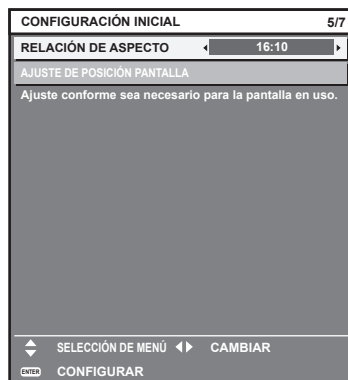 CONFIGURACIÓN INICIAL 5/7
RELACIÓN DE ASPECTO 16:10
AJUSTE DE POSICIÓN PANTALLA
Ajuste conforme sea necesario para la pantalla en uso.
SELECCIÓN DE MENÚ CAMBIAR
ENTER CONFIGURAR